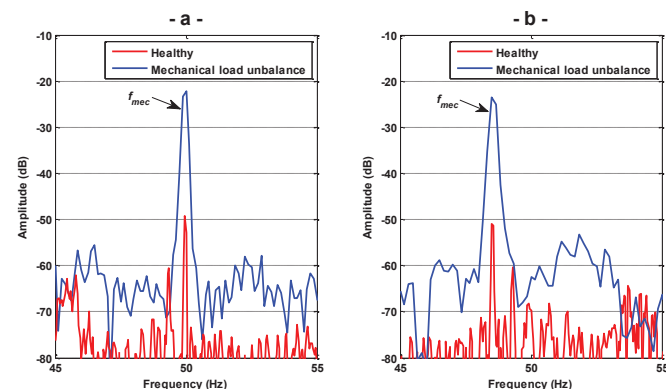 - a -
- b -
-10
-20
-30
-40
-50
-60
-70
-80
Amplitude (dB)
Healthy
Mechanical load unbalance
fmec
45
50
55
Frequency (Hz)
-10
-20
-30
-40
-50
-60
-70
-80
Amplitude (dB)
Healthy
Mechanical load unbalance
fmec
45
50
55
Frequency (Hz)